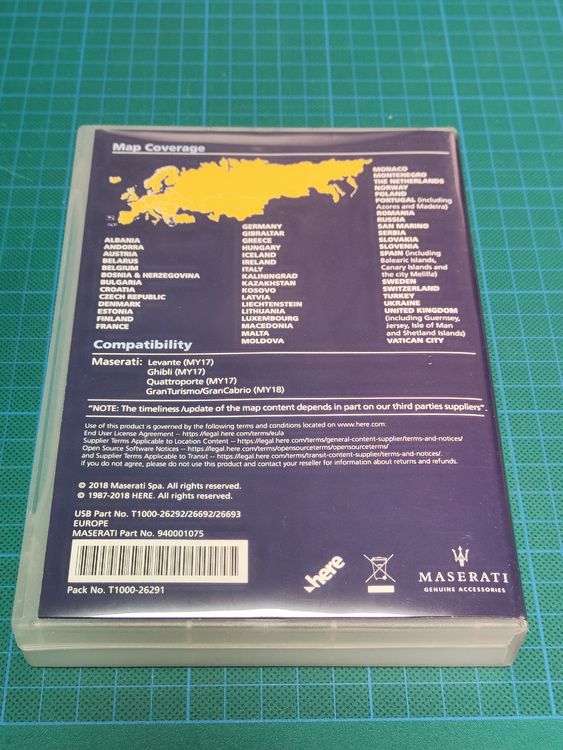 Map Coverage
ALBANIA
ANDORRA
AUSTRIA
BELARUS
BELGIUM
BOSNIA & HERZEGOVINA
BULGARIA
CROATIA
CZECH REPUBLIC
DENMARK
ESTONIA
FINLAND
FRANCE
GERMANY
GIBRALTAR
GREECE
HUNGARY
ICELAND
IRELAND
ITALY
KALININGRAD
KAZAKHSTAN
KOSOVO
LATVIA
LIECHTENSTEIN
LITHUANIA
LUXEMBOURG
MACEDONIA
MALTA
MOLDOVA
MONACO
MONTENEGRO
THE NETHERLANDS
NORWAY
POLAND
PORTUGAL (including
Azores and Madeira)
ROMANIA
RUSSIA
SAN MARINO
SERBIA
SLOVAKIA
SLOVENIA
SPAIN (including
Balearic Islands,
Canary Islands and
the city Melilla)
SWEDEN
SWITZERLAND
TURKEY
UKRAINE
UNITED KINGDOM
(including Guernsey,
Jersey, Isle of Man
and Shetland Islands)
VATICAN CITY
Compatibility
Maserati: Levante (MY17)
Ghibli (MY17)
Quattroporte (MY17)
GranTurismo/GranCabrio (MY18)
"NOTE: The timeliness /update of the map content depends in part on our third parties suppliers".
Use of this product is governed by the following terms and conditions located on www.here.com:
End User License Agreement -- https://legal.here.com/terms/eula
Supplier Terms Applicable to Location Content -- https://legal.here.com/terms/general-content-supplier/terms-and-notices/
Open Source Software Notices -- https://legal.here.com/terms/opensourceterms/opensourceterms/
and Supplier Terms Applicable to Transit -- https://legal.here.com/terms/transit-content-supplier/terms-and-notices/.
If you do not agree, please do not use this product and contact your reseller for information about returns and refunds.
© 2018 Maserati Spa. All rights reserved.
© 1987-2018 HERE. All rights reserved.
USB Part No. T1000-26292/26692/26693
EUROPE
MASERATI Part No. 940001075
Pack No. T1000-26291
here
MASERATI
GENUINE ACCESSORIES